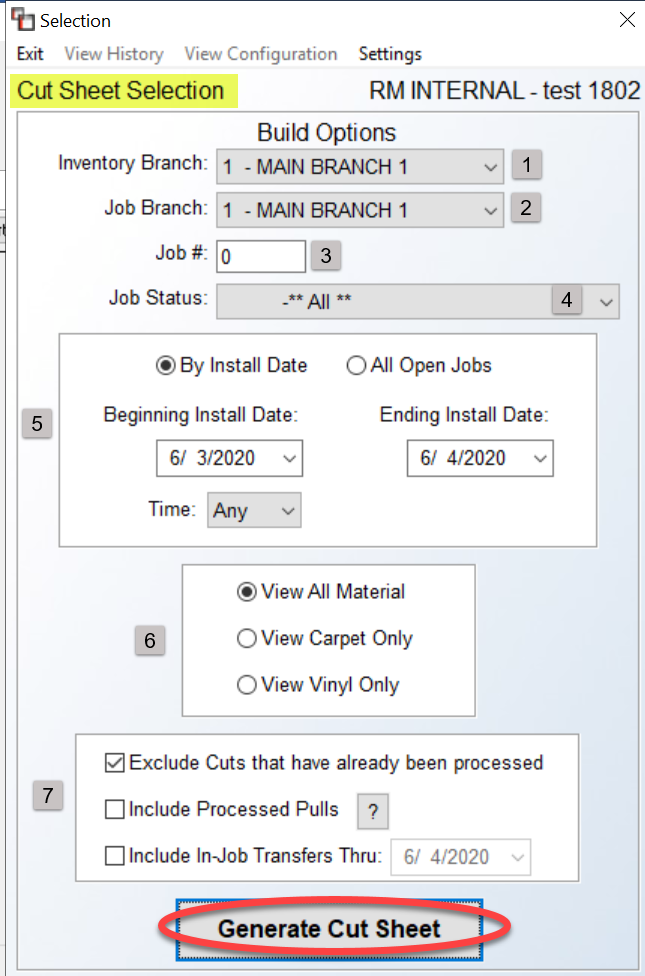 Selection
Exit View History View Configuration Settings
Cut Sheet Selection RM INTERNAL - test 1802
Build Options
Inventory Branch: 1 - MAIN BRANCH 1 1
Job Branch: 1 - MAIN BRANCH 1 2
Job #: 0 3
Job Status: -** All ** 4
By Install Date All Open Jobs
5
Beginning Install Date: Ending Install Date:
6/ 3/2020 6/ 4/2020
Time: Any
View All Material
6
View Carpet Only
View Vinyl Only
Exclude Cuts that have already been processed
7
Include Processed Pulls ?
Include In-Job Transfers Thru: 6/ 4/2020
Generate Cut Sheet